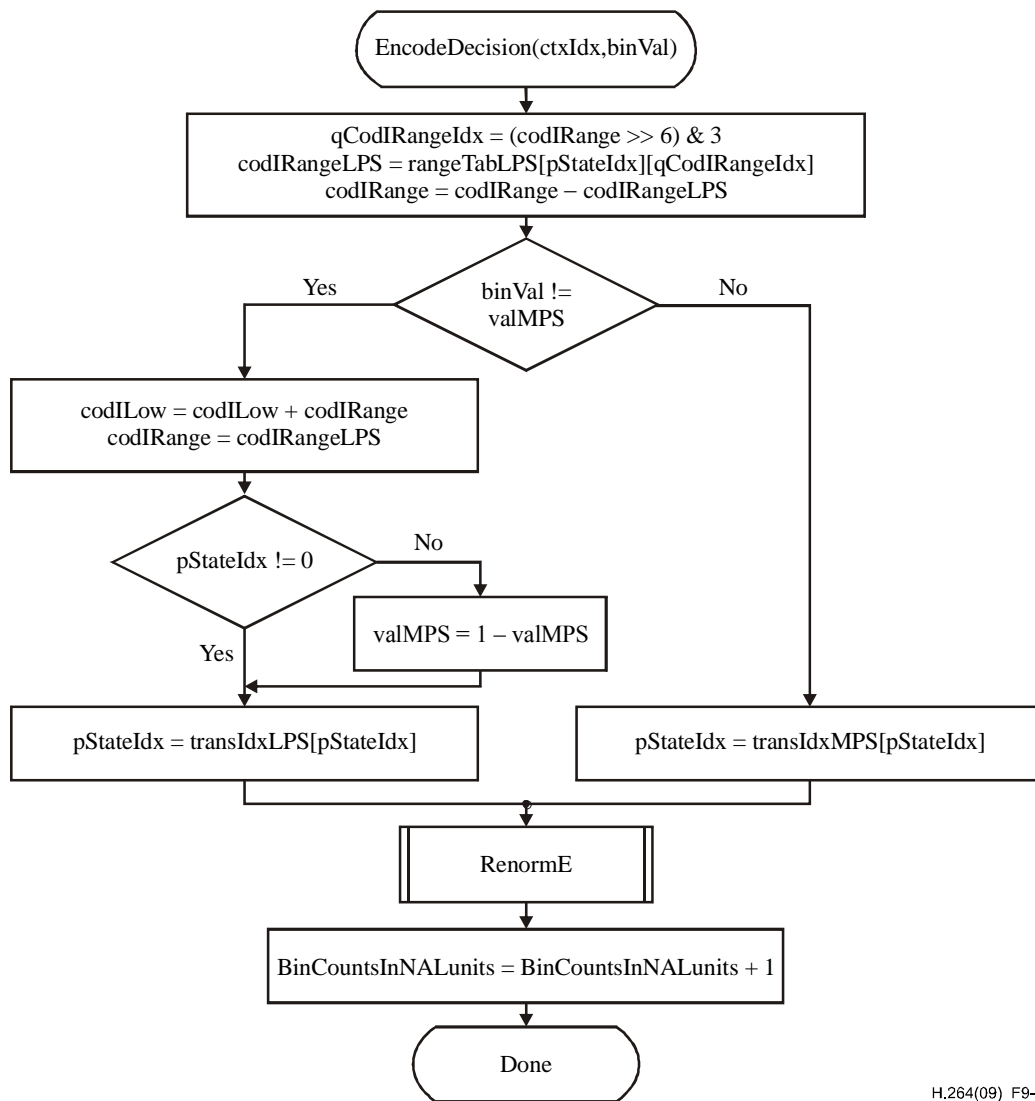 EncodeDecision(ctxIdx,binVal)
qCodIRangeIdx = (codIRange >> 6) & 3
codIRangeLPS = rangeTabLPS[pStateIdx][qCodIRangeIdx]
codIRange = codIRange – codIRangeLPS
Yes
binVal !=
valMPS
No
codILow = codILow + codIRange
codIRange = codIRangeLPS
pStateIdx != 0
No
valMPS = 1 – valMPS
Yes
pStateIdx = transIdxLPS[pStateIdx]
pStateIdx = transIdxMPS[pStateIdx]
RenormE
BinCountsInNALunits = BinCountsInNALunits + 1
Done
H.264(09)_F9-